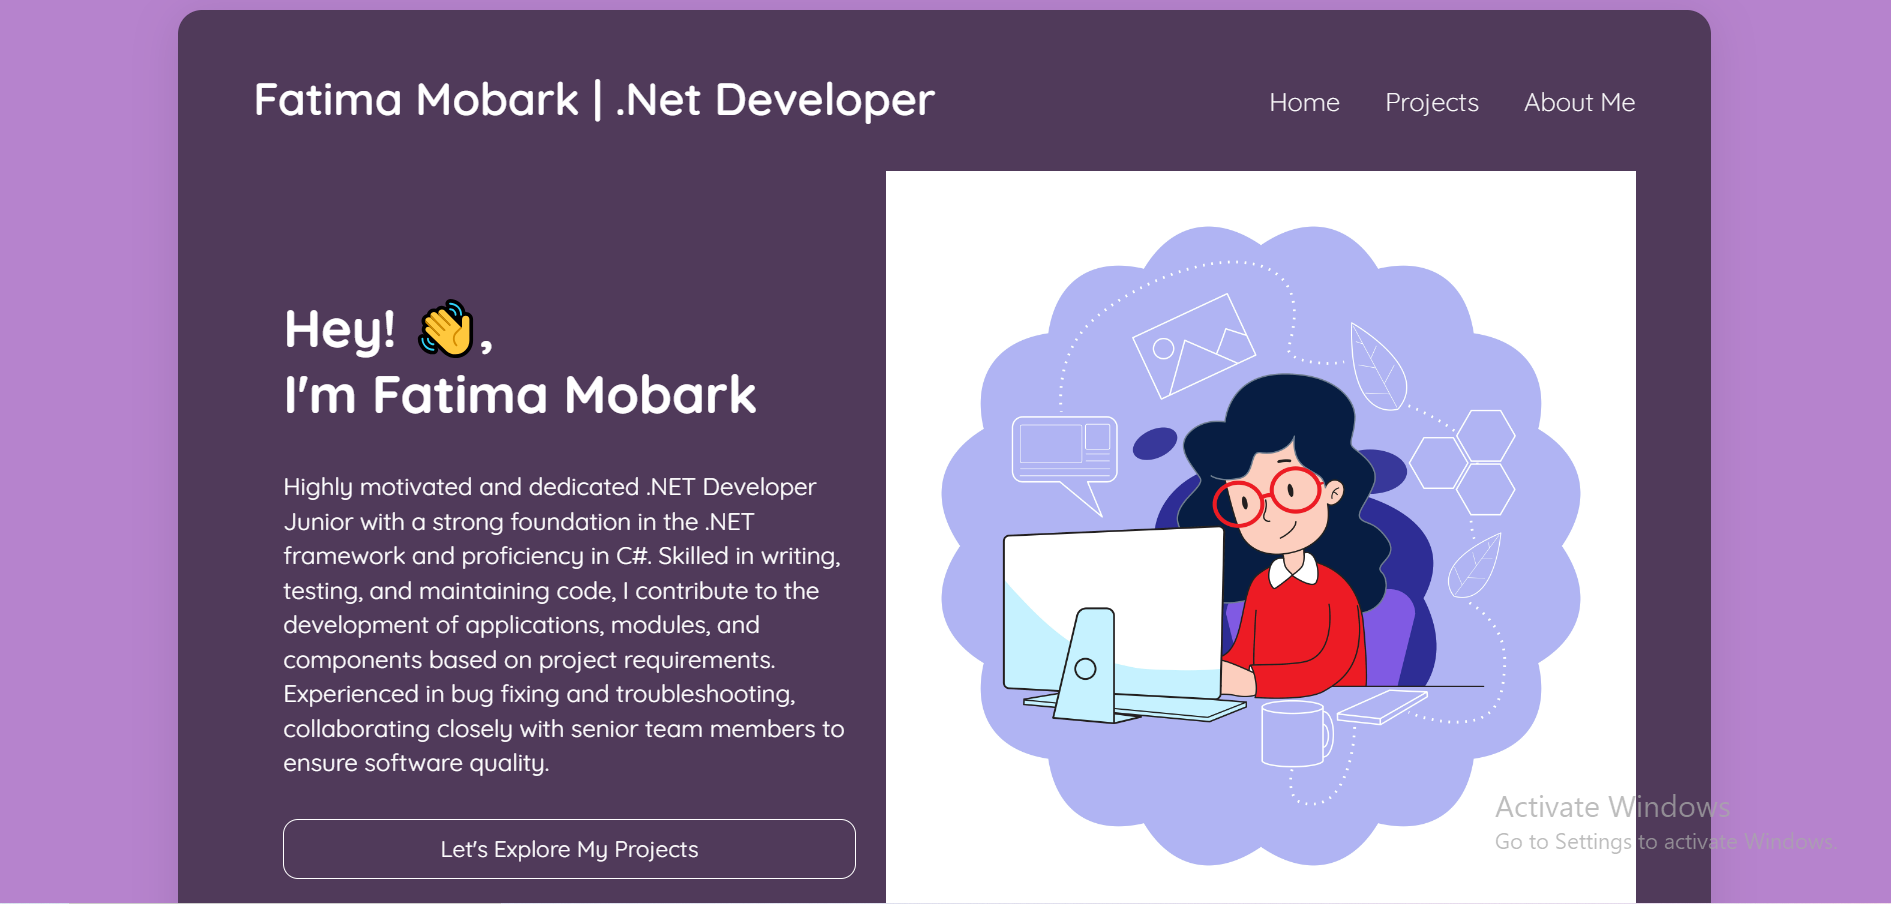 Fatima Mobark | .Net Developer
Home Projects About Me
Hey! 👋,
I'm Fatima Mobark
Highly motivated and dedicated .NET Developer
Junior with a strong foundation in the .NET
framework and proficiency in C#. Skilled in writing,
testing, and maintaining code, I contribute to the
development of applications, modules, and
components based on project requirements.
Experienced in bug fixing and troubleshooting,
collaborating closely with senior team members to
ensure software quality.
Let's Explore My Projects
Activate Windows
Go to Settings to activate Windows.